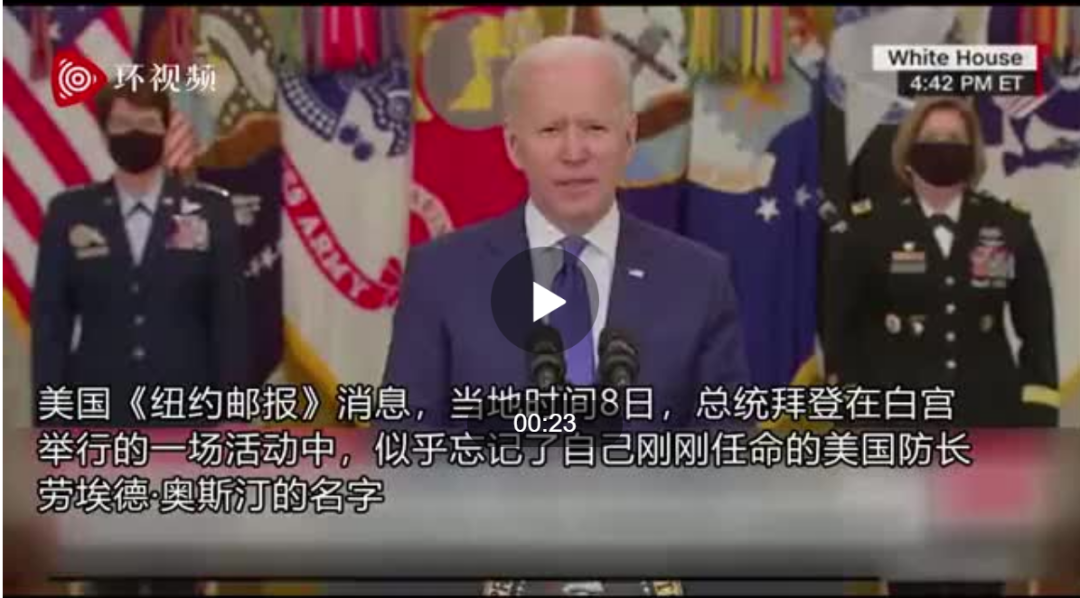 环视频
White House
4:42 PM ET
ES ARMY
美国《纽约邮报》消息，当地时间8日，总统拜登在白宫
00:23
举行的一场活动中，似乎忘记了自己刚刚任命的美国防长
劳埃德·奥斯汀的名字